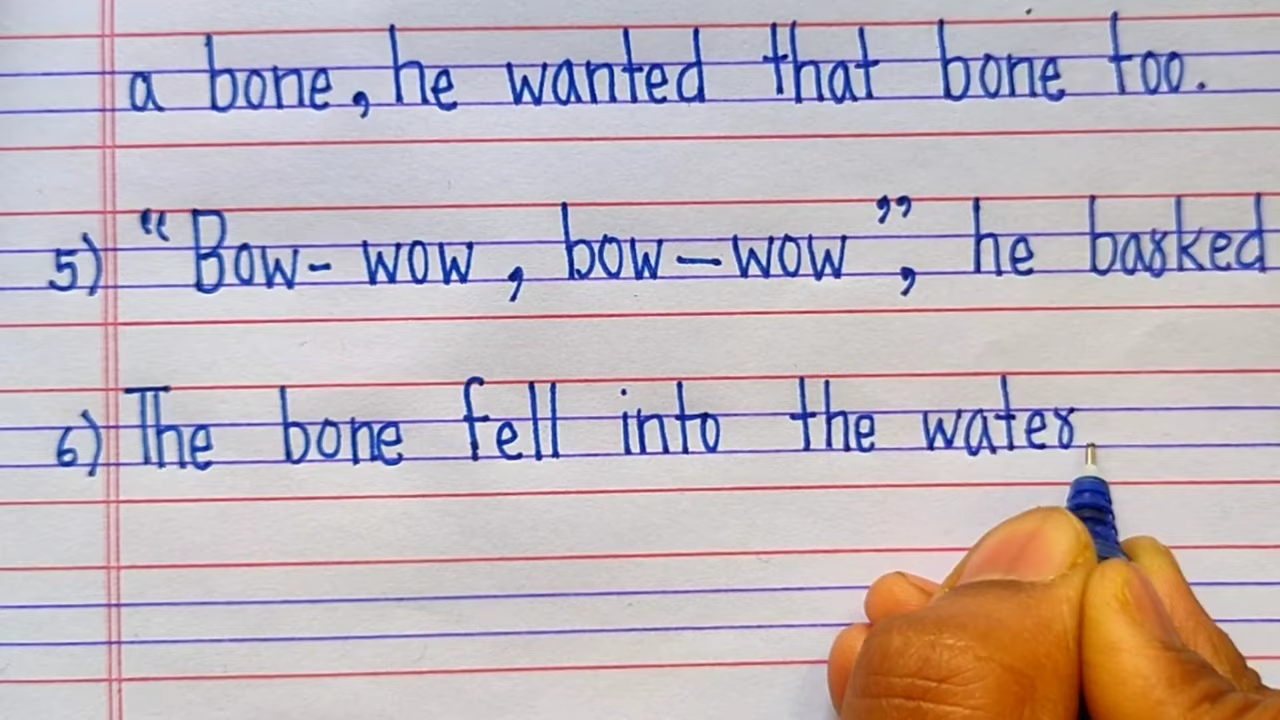 a bone, he wanted that bone too.
5) “Bow-wow, bow-wow”, he barked
6) The bone fell into the water.